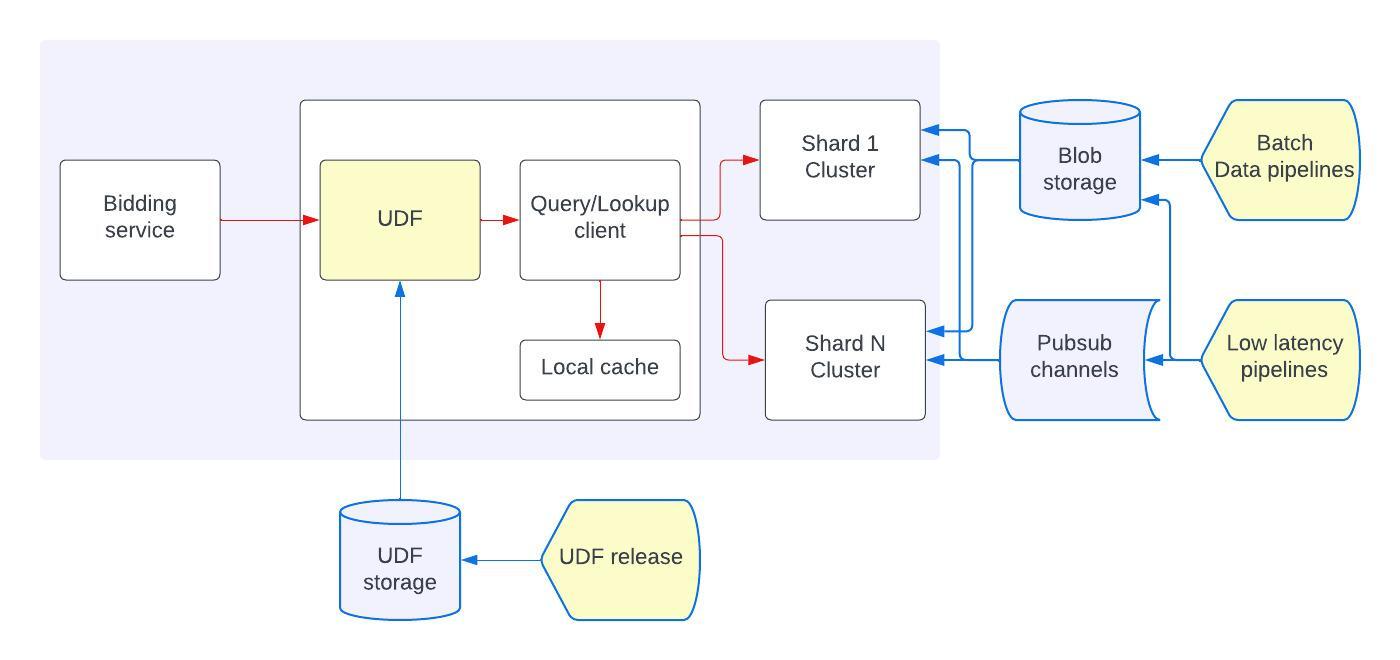 Bidding
service
UDF
Query/Lookup
client
Local cache
Shard 1
Cluster
Shard N
Cluster
Blob
storage
Batch
Data pipelines
Pubsub
channels
Low latency
pipelines
UDF
storage
UDF release